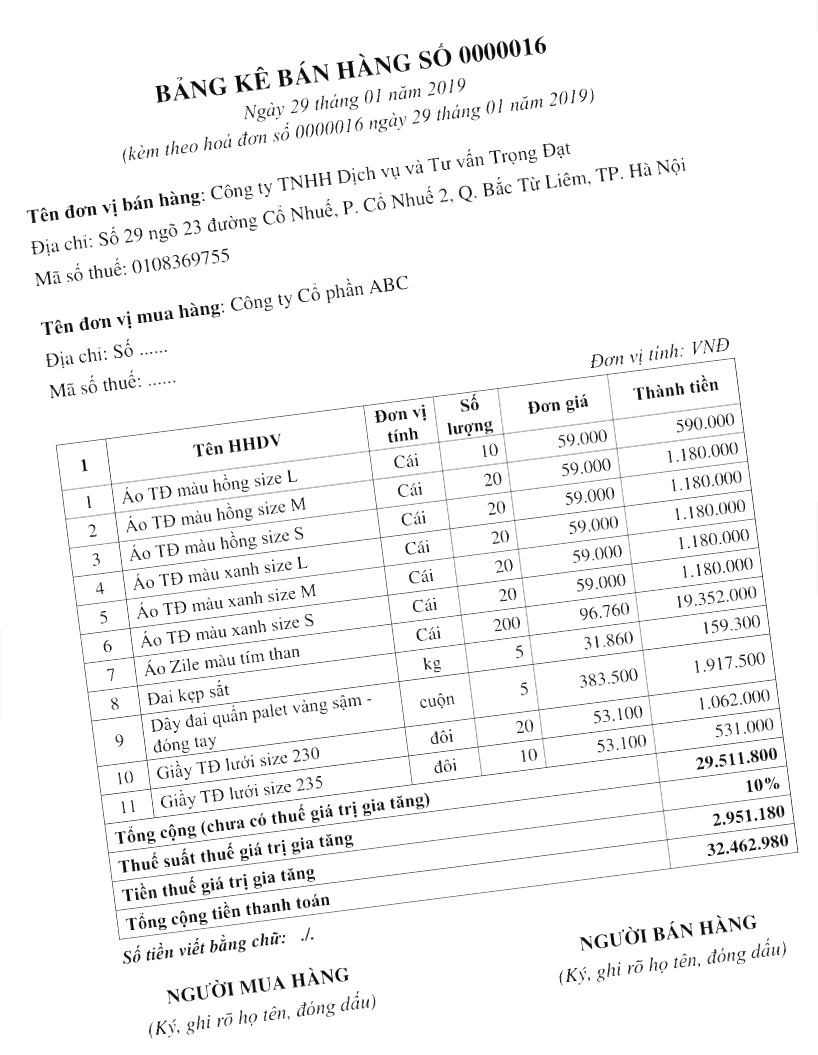 BẢNG KÊ BÁN HÀNG SỐ 0000016
Ngày 29 tháng 01 năm 2019
(kèm theo hoá đơn số 0000016 ngày 29 tháng 01 năm 2019)
Tên đơn vị bán hàng: Công ty TNHH Dịch vụ và Tư vấn Trọng Đạt
Địa chỉ: Số 29 ngõ 23 đường Cổ Nhuế, P. Cổ Nhuế 2, Q. Bắc Từ Liêm, TP. Hà Nội
Mã số thuế: 0108369755
Tên đơn vị mua hàng: Công ty Cổ phần ABC
Địa chỉ: Số ......
Mã số thuế: ......
Đơn vị tính: VNĐ
1 Tên HHDV Đơn vị tính Số lượng Đơn giá Thành tiền
1 Áo TĐ màu hồng size L Cái 10 59.000 590.000
2 Áo TĐ màu hồng size M Cái 20 59.000 1.180.000
3 Áo TĐ màu hồng size S Cái 20 59.000 1.180.000
4 Áo TĐ màu xanh size L Cái 20 59.000 1.180.000
5 Áo TĐ màu xanh size M Cái 20 59.000 1.180.000
6 Áo TĐ màu xanh size S Cái 20 59.000 1.180.000
7 Áo Zile màu tím than Cái 200 96.760 19.352.000
8 Đai kẹp sắt kg 5 31.860 159.300
9 Dây đai quấn palet vàng sậm - đóng tay cuộn 5 383.500 1.917.500
10 Giầy TĐ lưới size 230 đôi 20 53.100 1.062.000
11 Giầy TĐ lưới size 235 đôi 10 53.100 531.000
Tổng cộng (chưa có thuế giá trị gia tăng) 29.511.800
Thuế suất thuế giá trị gia tăng 10%
Tiền thuế giá trị gia tăng 2.951.180
Tổng cộng tiền thanh toán 32.462.980
Số tiền viết bằng chữ: ./.
NGƯỜI MUA HÀNG NGƯỜI BÁN HÀNG
(Ký, ghi rõ họ tên, đóng dấu) (Ký, ghi rõ họ tên, đóng dấu)